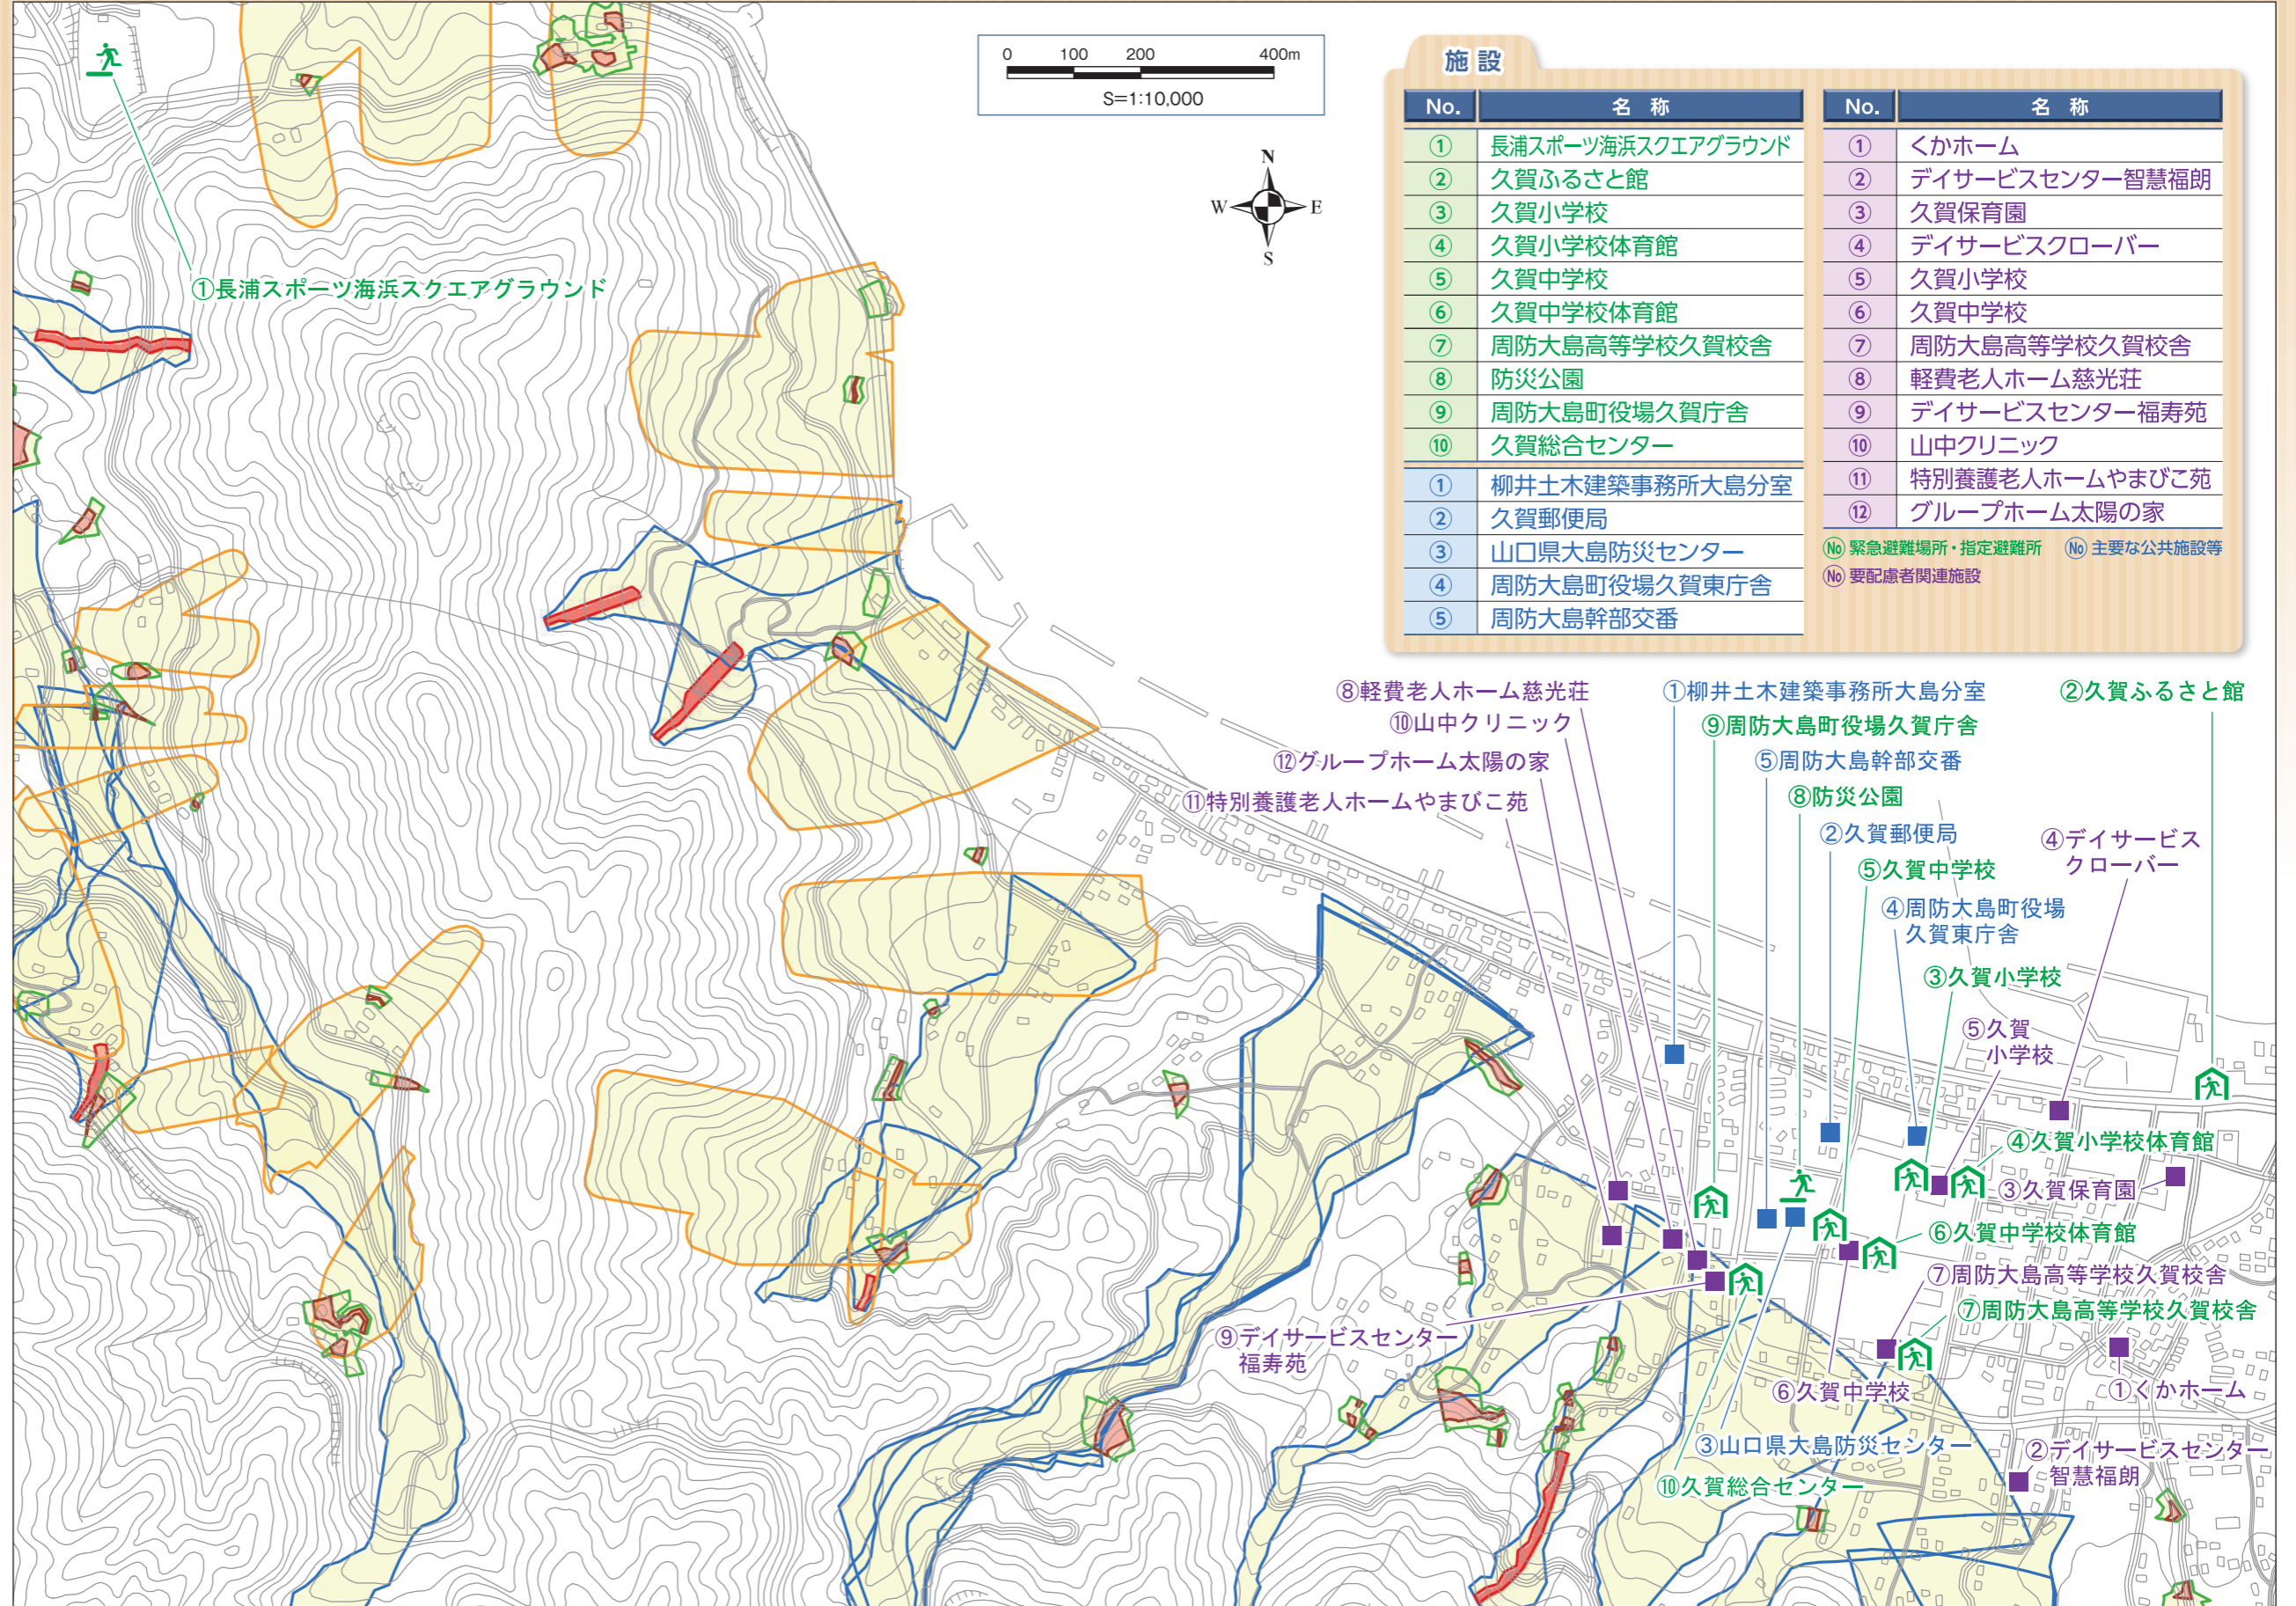 0 100 200 400m
S=1:10,000
N
W E
S
施設
No. 名称
① 長浦スポーツ海浜スクエアグラウンド
② 久賀ふるさと館
③ 久賀小学校
④ 久賀小学校体育館
⑤ 久賀中学校
⑥ 久賀中学校体育館
⑦ 周防大島高等学校久賀校舎
⑧ 防災公園
⑨ 周防大島町役場久賀庁舎
⑩ 久賀総合センター
① 柳井土木建築事務所大島分室
② 久賀郵便局
③ 山口県大島防災センター
④ 周防大島町役場久賀東庁舎
⑤ 周防大島幹部交番
No. 名称
① くかホーム
② デイサービスセンター智慧福朗
③ 久賀保育園
④ デイサービスクローバー
⑤ 久賀小学校
⑥ 久賀中学校
⑦ 周防大島高等学校久賀校舎
⑧ 軽費老人ホーム慈光荘
⑨ デイサービスセンター福寿苑
⑩ 山中クリニック
⑪ 特別養護老人ホームやまびこ苑
⑫ グループホーム太陽の家
No 緊急避難場所・指定避難所 No 主要な公共施設等
No 要配慮者関連施設
①長浦スポーツ海浜スクエアグラウンド
⑧軽費老人ホーム慈光荘
①柳井土木建築事務所大島分室
②久賀ふるさと館
⑩山中クリニック
⑨周防大島町役場久賀庁舎
⑫グループホーム太陽の家
⑤周防大島幹部交番
⑪特別養護老人ホームやまびこ苑
⑧防災公園
②久賀郵便局
④デイサービス
クローバー
⑤久賀中学校
④周防大島町役場
久賀東庁舎
③久賀小学校
⑤久賀
小学校
④久賀小学校体育館
③久賀保育園
⑥久賀中学校体育館
⑦周防大島高等学校久賀校舎
⑦周防大島高等学校久賀校舎
⑨デイサービスセンター
福寿苑
⑥久賀中学校
①くかホーム
③山口県大島防災センター
②デイサービスセンター
智慧福朗
⑩久賀総合センター